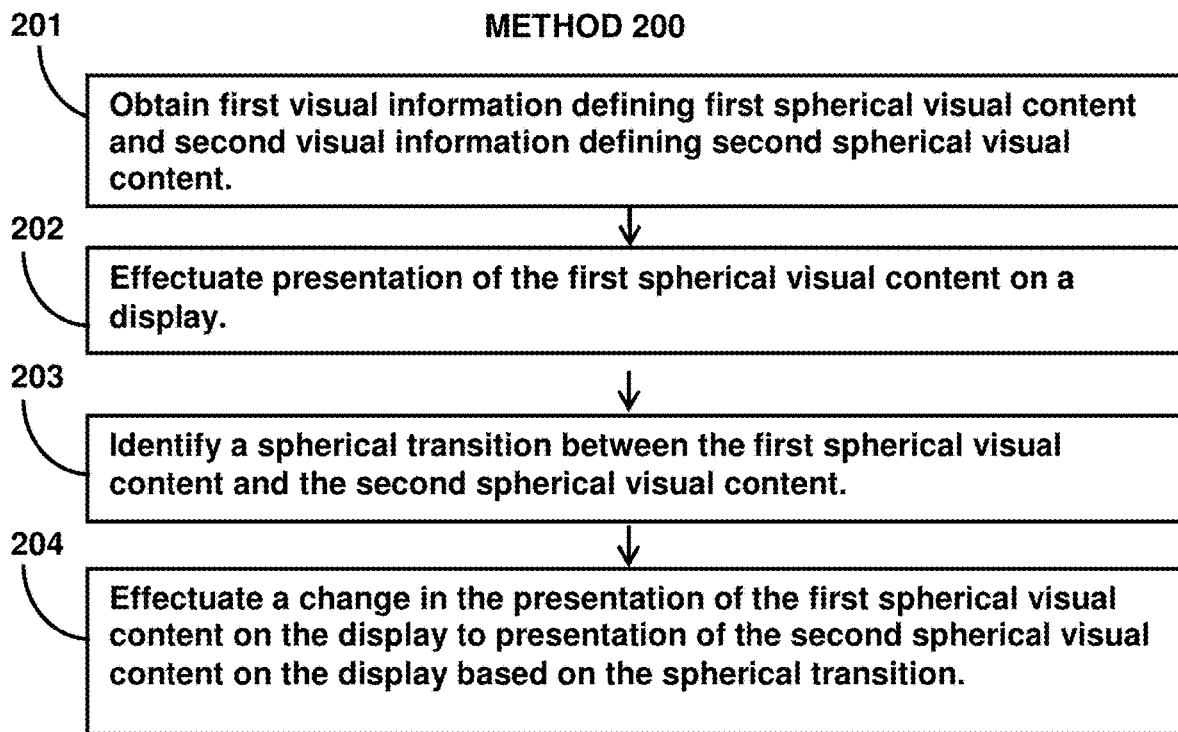 201
METHOD 200
Obtain first visual information defining first spherical visual content
and second visual information defining second spherical visual
content.
202
Effectuate presentation of the first spherical visual content on a
display.
203
Identify a spherical transition between the first spherical visual
content and the second spherical visual content.
204
Effectuate a change in the presentation of the first spherical visual
content on the display to presentation of the second spherical visual
content on the display based on the spherical transition.